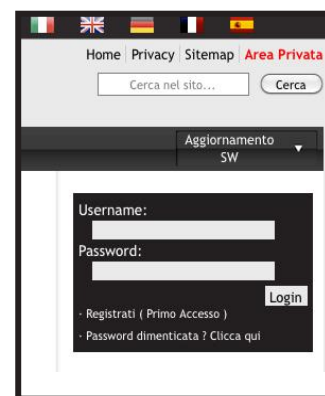 Home Privacy Sitemap Area Privata
Cerca nel sito... Cerca
Aggiornamento
SW
Username:
Password:
Login
· Registrati ( Primo Accesso )
· Password dimenticata ? Clicca qui